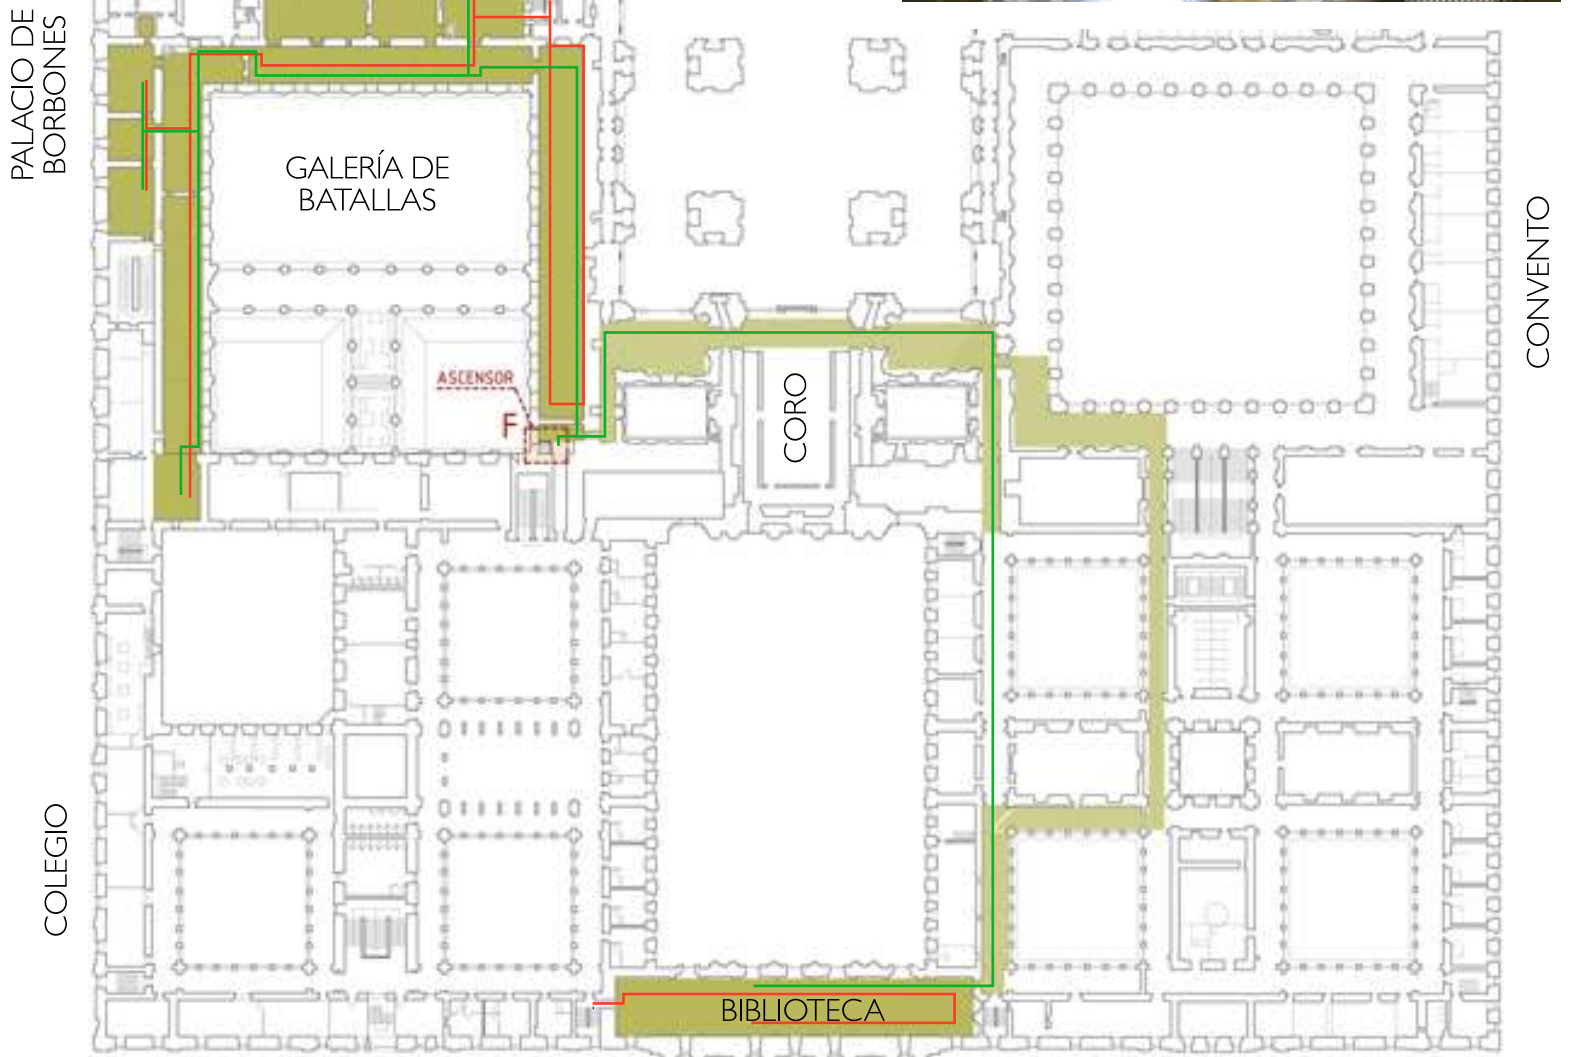 PALACIO DE
BORBONES
GALERÍA DE
BATALLAS
CONVENTO
ASCENSOR
F
CORO
COLEGIO
BIBLIOTECA